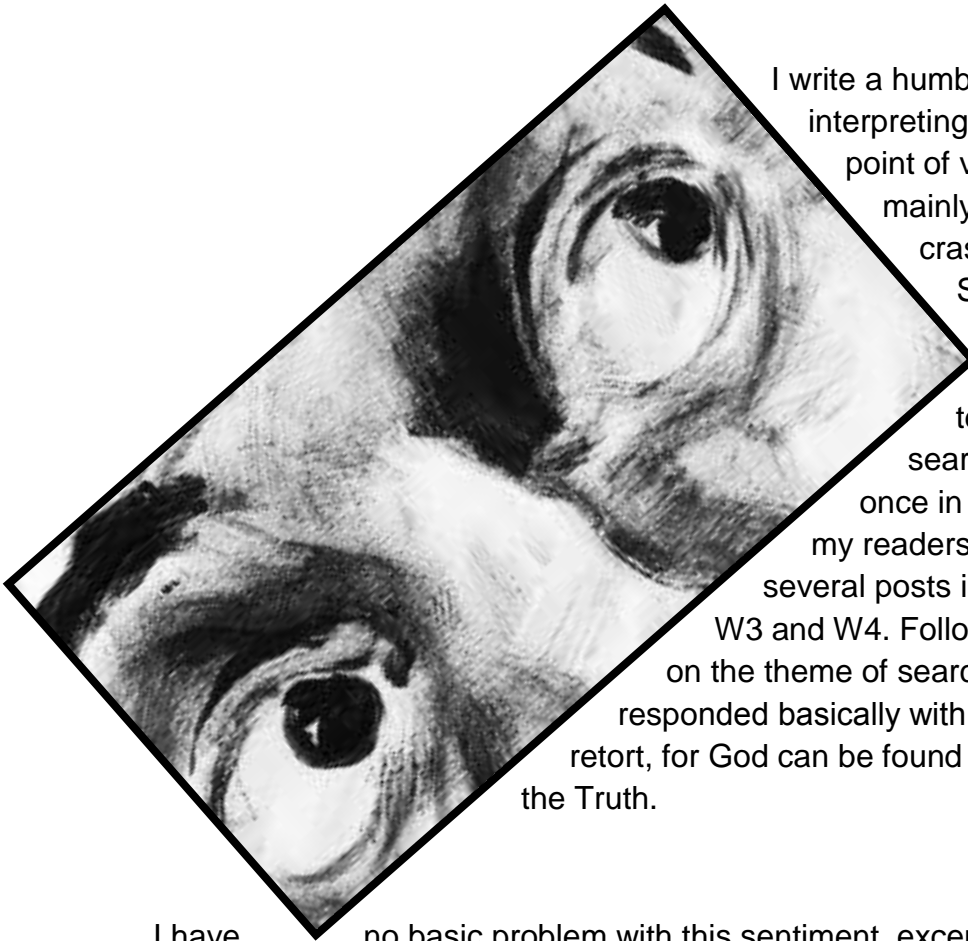 I write a humb
interpreting
point of v
mainly
cras
S
te
sear
once in
my readers
several posts i
W3 and W4. Follo
on the theme of searc
responded basically with
retort, for God can be found
the Truth.
I have no basic problem with this sentiment, excep